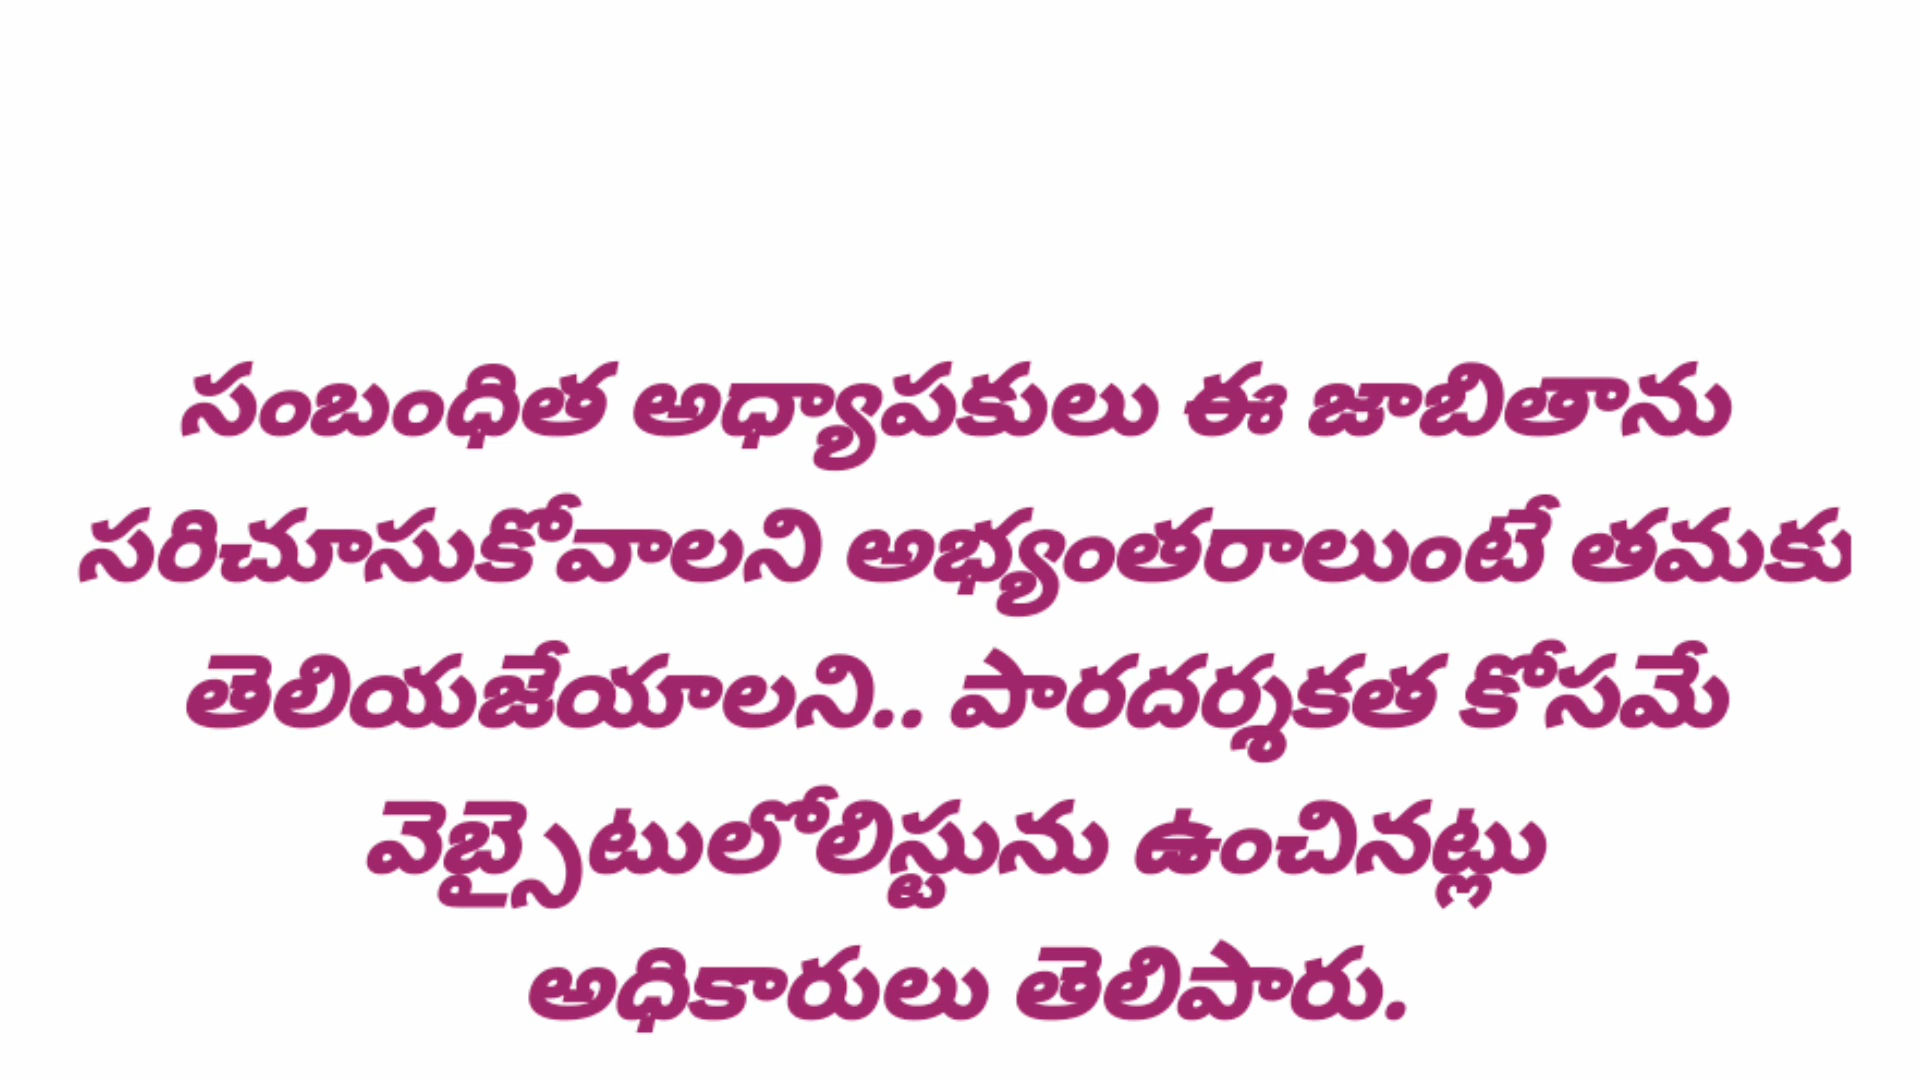 సంబంధిత అధ్యాపకులు ఈ జాబితాను
సరిచూసుకోవాలని అభ్యంతరాలుంటే తమకు
తెలియజేయాలని.. పారదర్శకత కోసమే
వెబ్సైటులోలిస్టును ఉంచినట్లు
అధికారులు తెలిపారు.